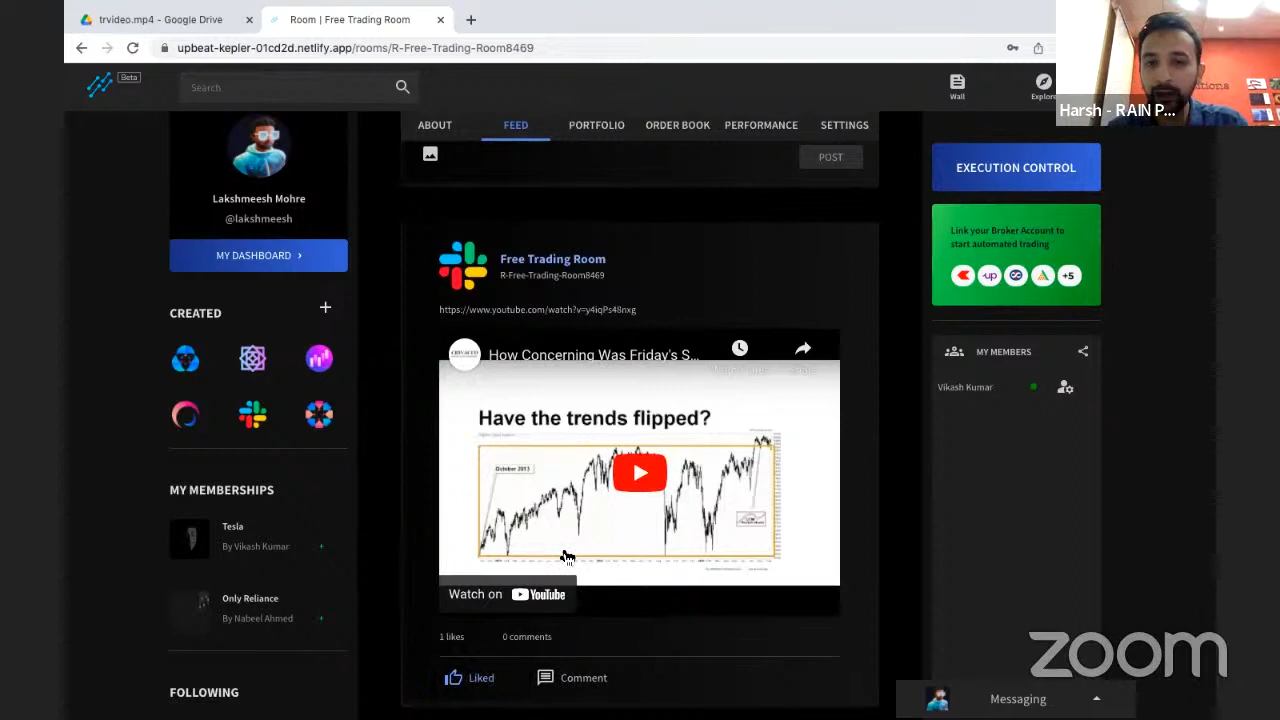 trvideo.mp4 - Google Drive
Room | Free Trading Room
upbeat-kepler-01cd2d.netlify.app/rooms/R-Free-Trading-Room8469
Beta
Search
Wall
Explore
Harsh - RAIN P...
ABOUT
FEED
PORTFOLIO
ORDER BOOK
PERFORMANCE
SETTINGS
POST
Lakshmeesh Mohre
@lakshmeesh
MY DASHBOARD
CREATED
MY MEMBERSHIPS
Tesla
By Vikash Kumar
Only Reliance
By Nabeel Ahmed
FOLLOWING
Free Trading Room
R-Free-Trading-Room8469
https://www.youtube.com/watch?v=y4iqPs48nxg
How Concerning Was Friday's S...
Have the trends flipped?
October 2013
Watch on YouTube
1 likes
0 comments
Liked
Comment
EXECUTION CONTROL
Link your Broker Account to
start automated trading
up
+5
MY MEMBERS
Vikash Kumar
zoom
Messaging